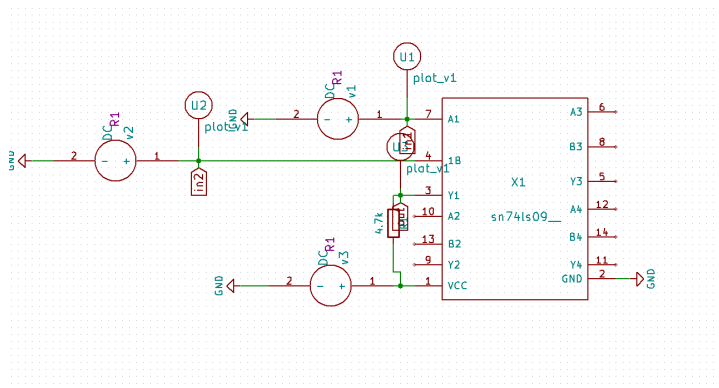 U1
plot_v1
DC
R1
v1
GND
2
1
U2
plot_v1
DC
R1
v2
GND
2
1
in2
in1
U3
plot_v1
out
4.7k
DC
R1
v3
GND
2
1
7
A1
4
1B
3
Y1
10
A2
13
B2
9
Y2
1
VCC
X1
sn74ls09__
A3
6
B3
8
Y3
5
A4
12
B4
14
Y4
11
GND
2
GND